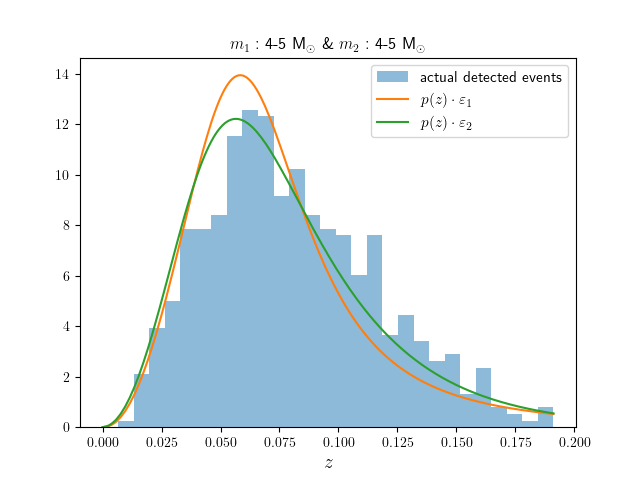 m₁ : 4-5 M⊙ & m₂ : 4-5 M⊙
actual detected events
p(z) · ε₁
p(z) · ε₂
14
12
10
8
6
4
2
0
0.000 0.025 0.050 0.075 0.100 0.125 0.150 0.175 0.200
z